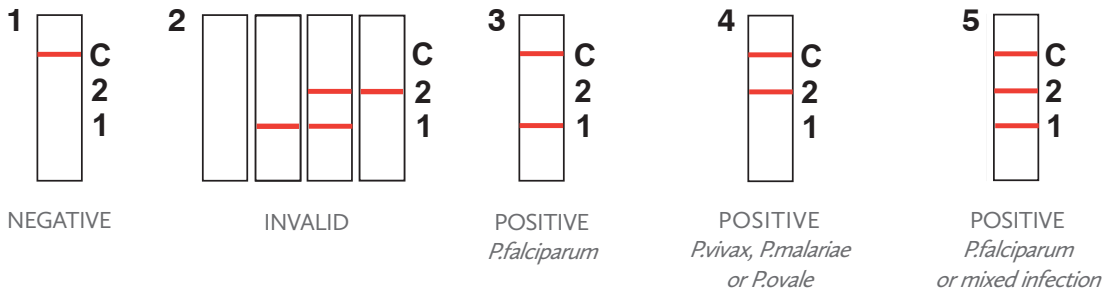 1
C
2
1
NEGATIVE
2
C
2
1
INVALID
3
C
2
1
POSITIVE
P.falciparum
4
C
2
1
POSITIVE
P.vivax, P.malariae
or P.ovale
5
C
2
1
POSITIVE
P.falciparum
or mixed infection